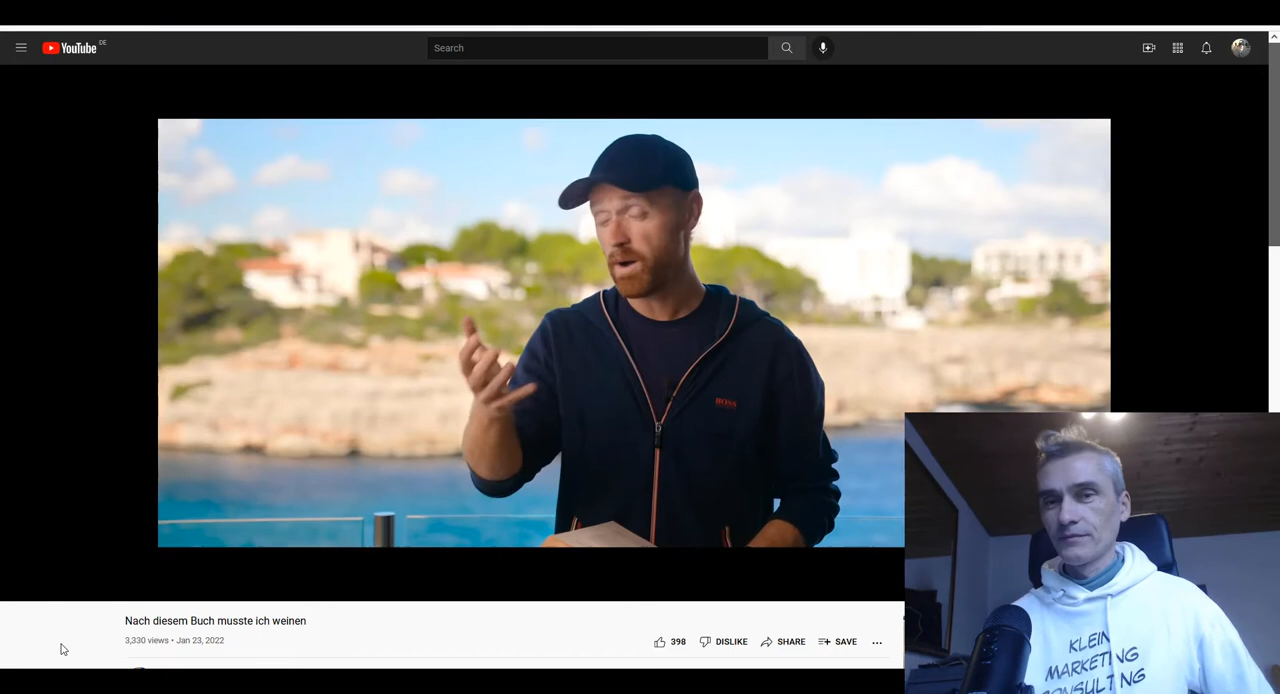 YouTube DE
Search
BOSS
Nach diesem Buch musste ich weinen
3,330 views • Jan 23, 2022
398 DISLIKE SHARE SAVE
KLEIN
MARKETING
CONSULTING